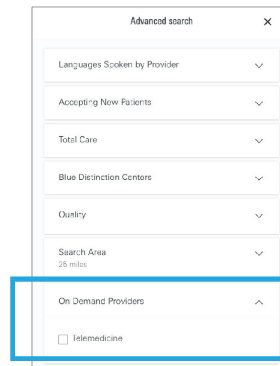 Advanced search
Languages Spoken by Provider
Accepting New Patients
Total Care
Blue Distinction Centers
Quality
Search Area
25 miles
On Demand Providers
Telemedicine